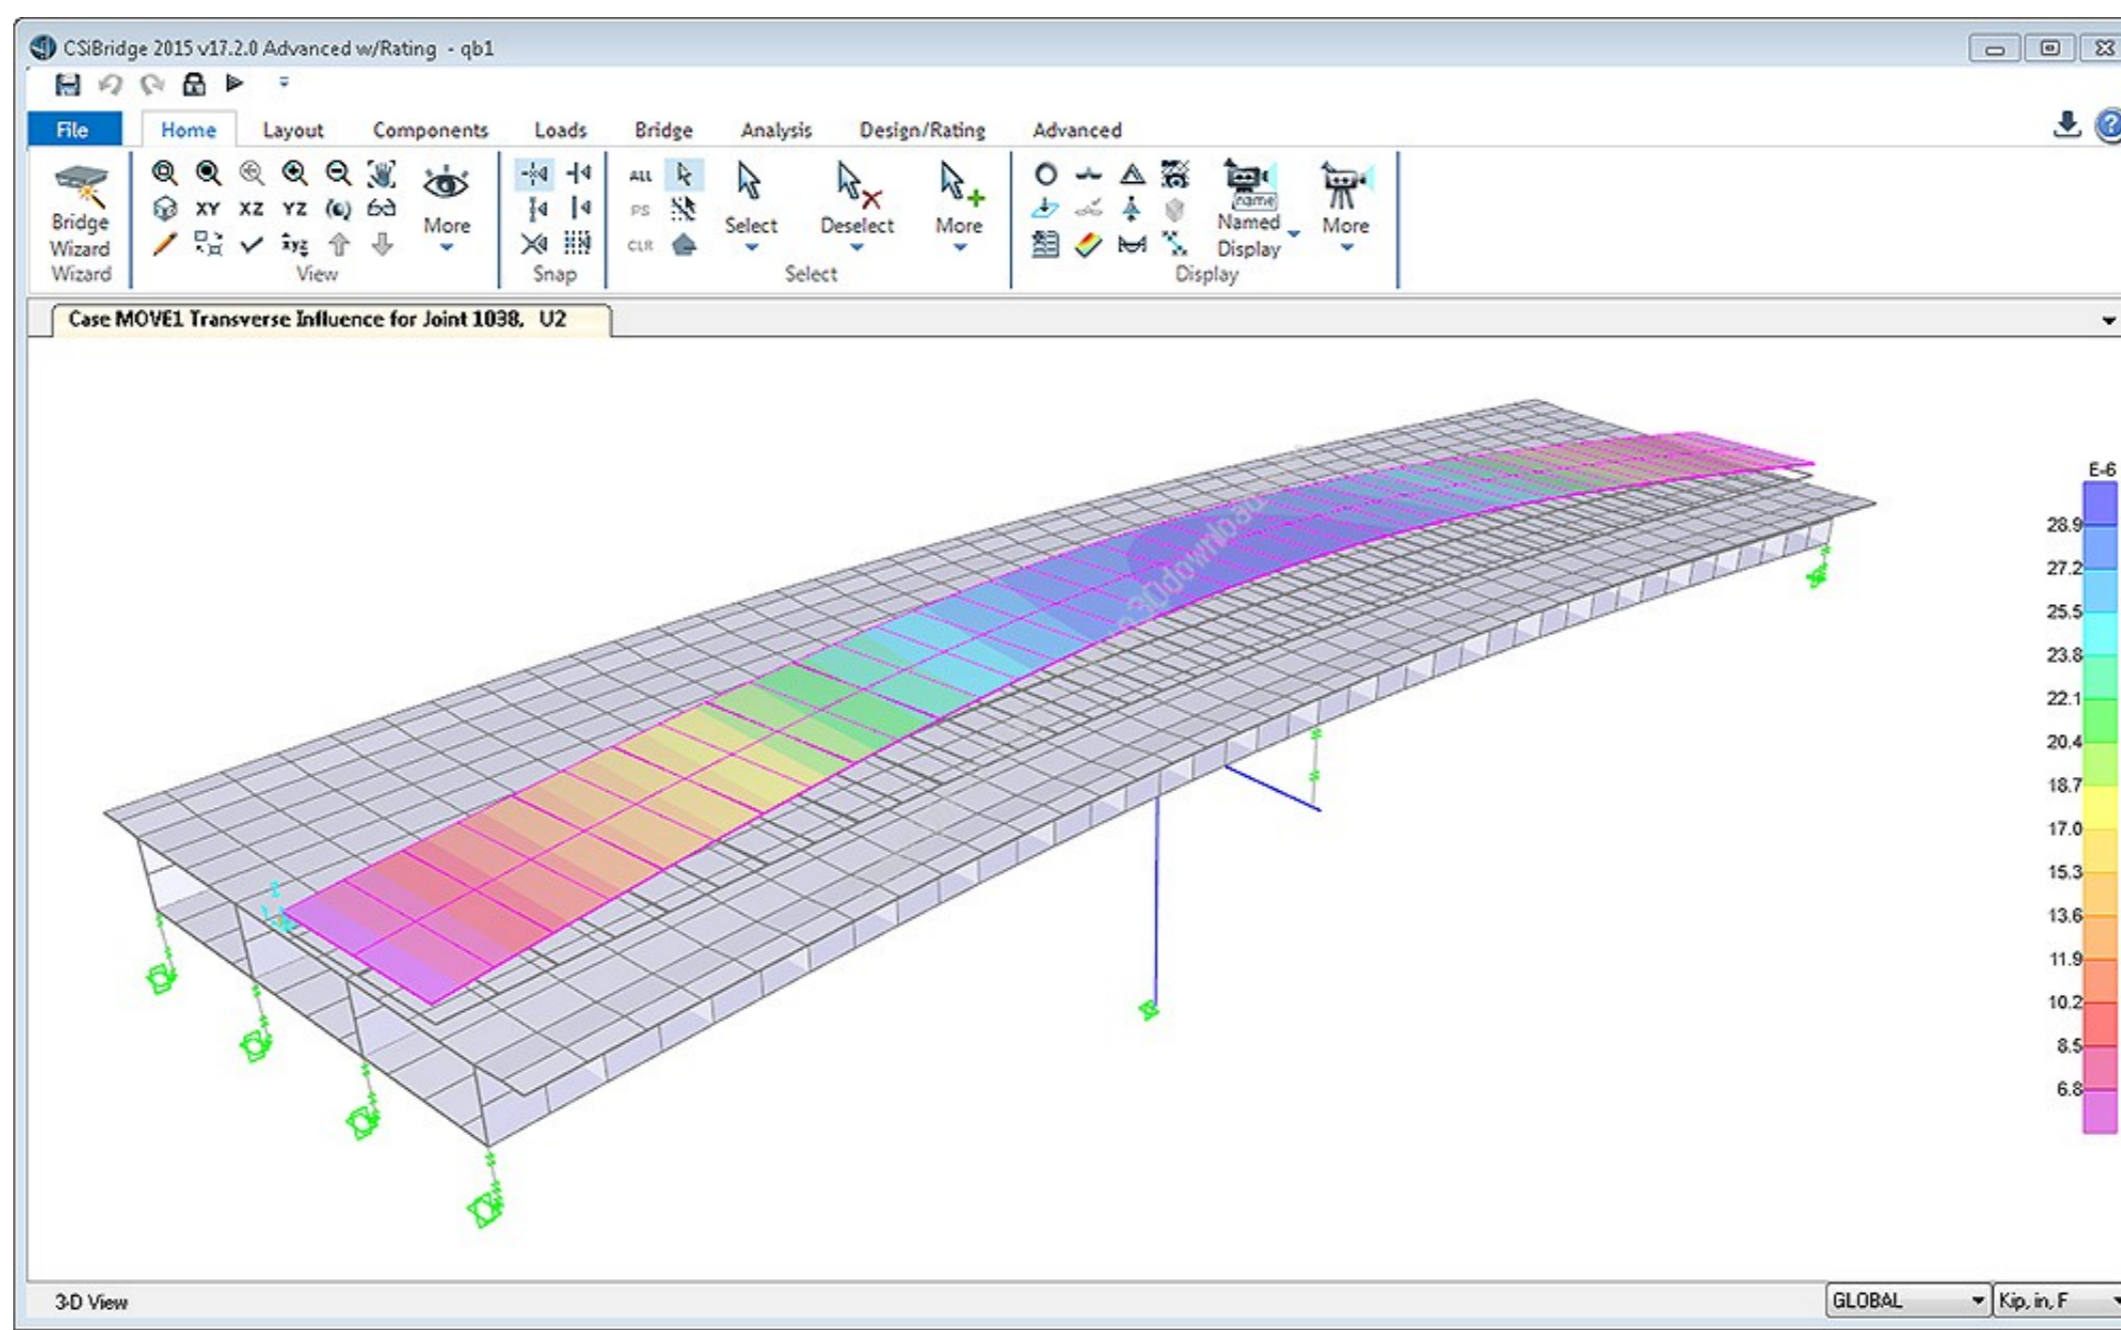 CSiBridge 2015 v17.2.0 Advanced w/Rating - qb1
File Home Layout Components Loads Bridge Analysis Design/Rating Advanced
ALL
XY XZ YZ
PS
CLR
xyz
Bridge
Wizard
More
Select
Deselect
More
name
Named
Display
More
Wizard View Snap Select Display
Case MOVE1 Transverse Influence for Joint 1038, U2
E-6
28.9
27.2
25.5
23.8
22.1
20.4
18.7
17.0
15.3
13.6
11.9
10.2
8.5
6.8
3-D View
GLOBAL
Kip, in, F